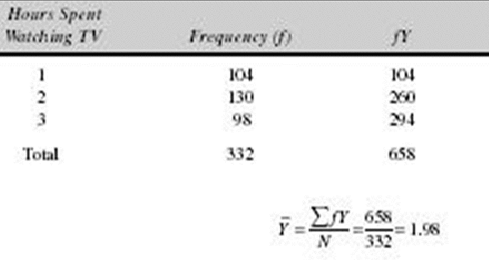 Hours Spent
Watching TV Frequency (f) fY
1 104 104
2 130 260
3 98 294
Total 332 658
Ȳ = ∑fY / N = 658 / 332 = 1.98